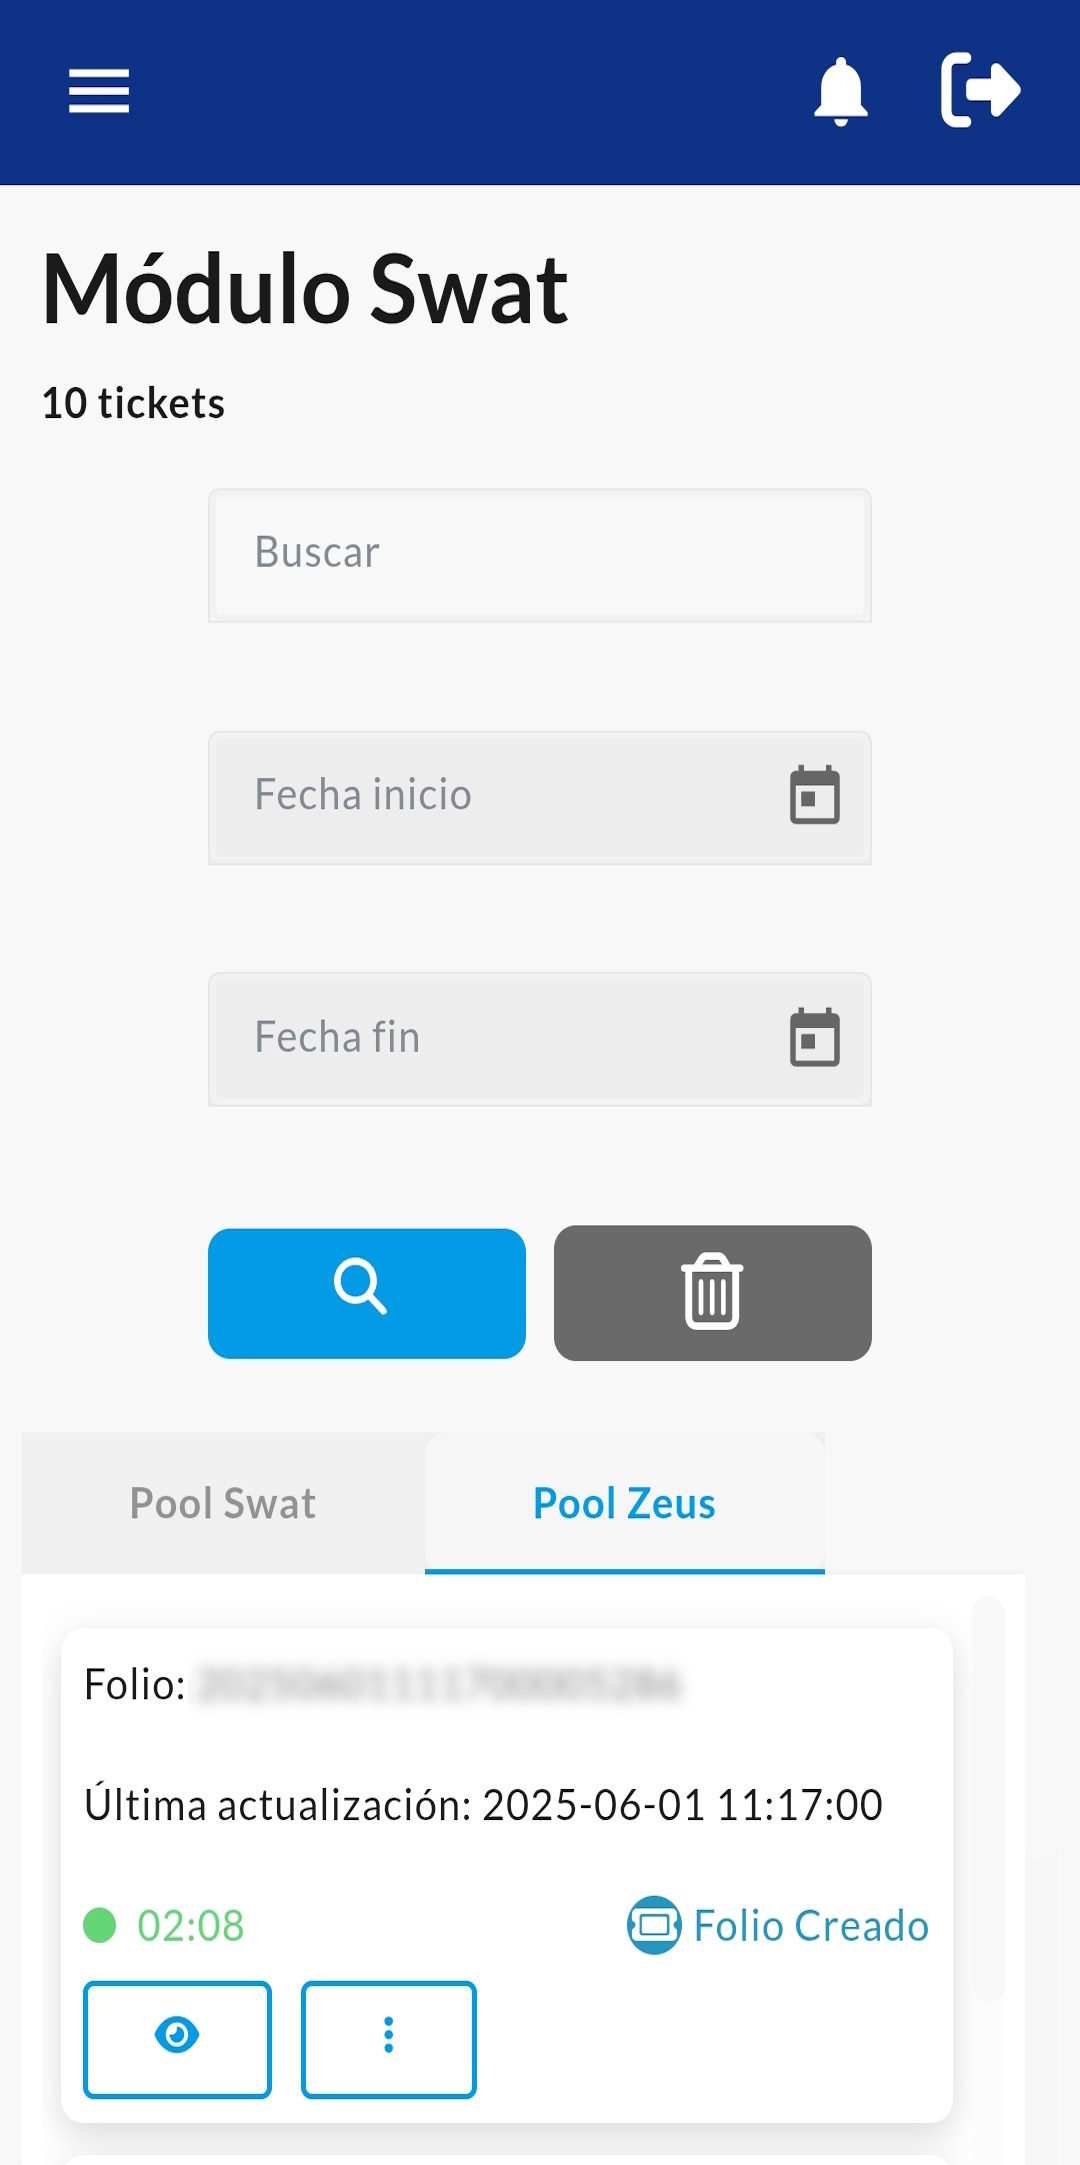 Módulo Swat
10 tickets
Buscar
Fecha inicio
Fecha fin
Pool Swat
Pool Zeus
Folio:
Última actualización: 2025-06-01 11:17:00
02:08
Folio Creado